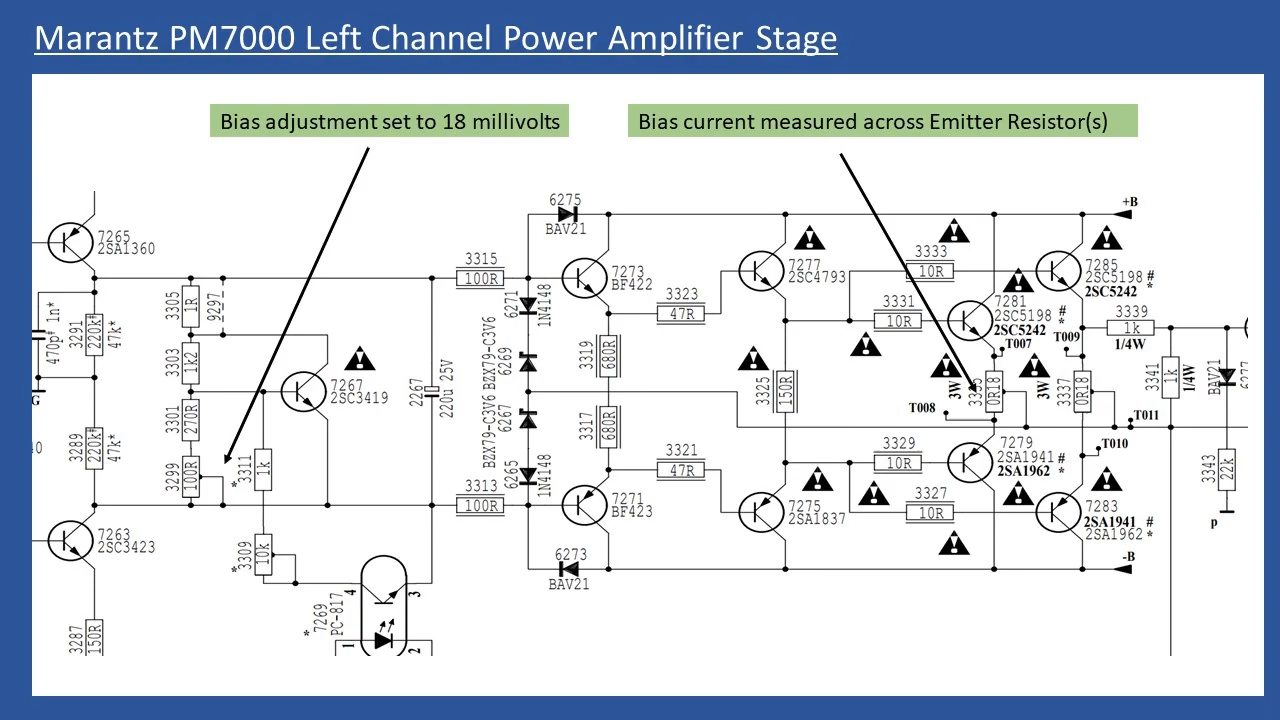 Marantz PM7000 Left Channel Power Amplifier Stage
Bias adjustment set to 18 millivolts
Bias current measured across Emitter Resistor(s)
6275
BAV21
+B
7265
2SA1360
3315
100R
7273
BF422
7277
2SC4793
3333
10R
7285
2SC5198 #
2SC5242 *
3305
1R
9297
6271
1N4148
3323
47R
3331
10R
7281
2SC5198 #
2SC5242 *
T007
T009
3339
1k
1/4W
470p# 1n*
3291
220k#
47k*
3303
1k2
7267
2SC3419
2267
220u 25V
BZX79-C3V6
6269
BZX79-C3V6
6267
3319
680R
3325
150R
3W
0R18
3W
3337
0R18
3341
1k
1/4W
BAV21
6277
G
3301
270R
3317
680R
T008
T011
T010
40
3289
220k#
47k*
3299
100R
3311
*
1k
6265
1N4148
3321
47R
3329
10R
7279
2SA1941 #
2SA1962 *
3343
22k
p
3313
100R
7271
BF423
7275
2SA1837
3327
10R
7283
2SA1941 #
2SA1962 *
7263
2SC3423
3309
*
10k
6273
BAV21
-B
3287
150R
7269
*
PC-817
4
3
1
2